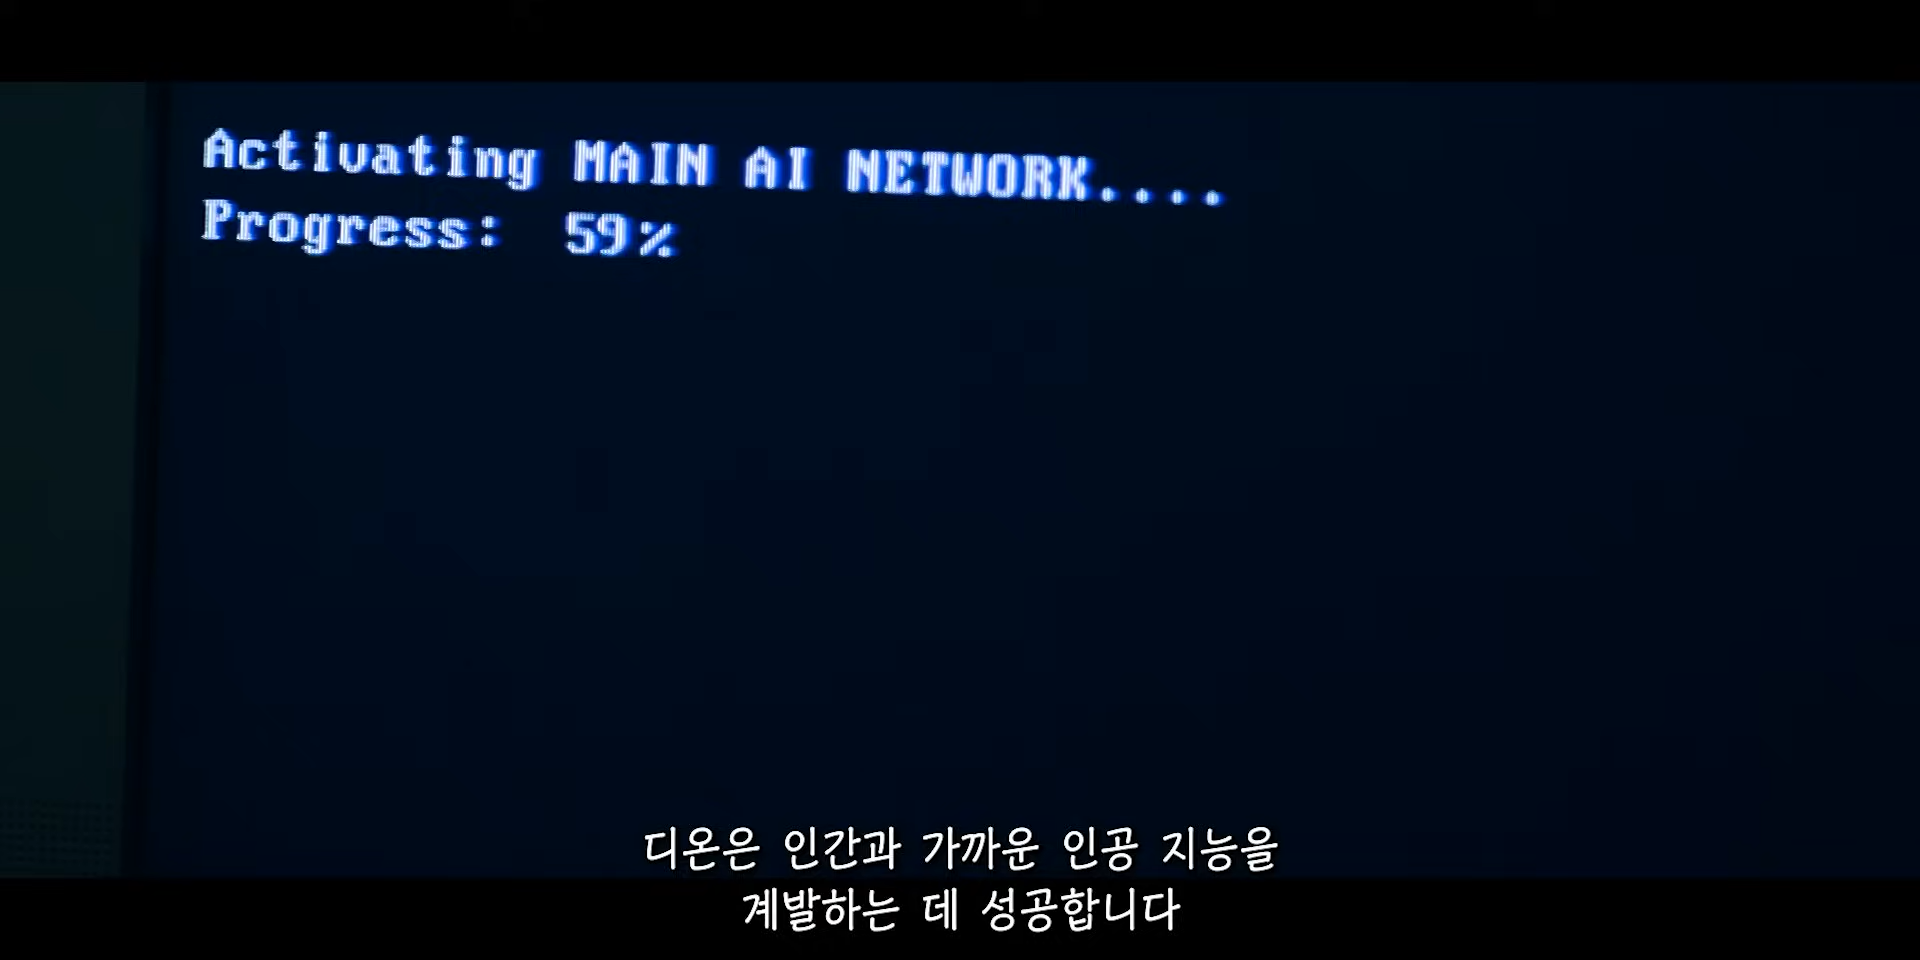 Activating MAIN AI NETWORK....
Progress: 59%
디온은 인간과 가까운 인공 지능을
계발하는 데 성공합니다